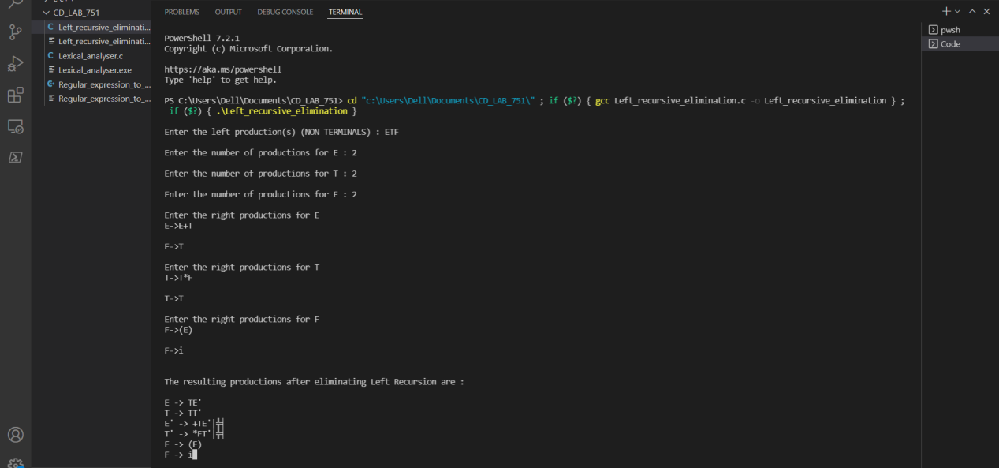 CD_LAB_751
Left_recursive_eliminati...
Left_recursive_eliminati...
Lexical_analyser.c
Lexical_analyser.exe
Regular_expression_to_...
Regular_expression_to_...
PROBLEMS OUTPUT DEBUG CONSOLE TERMINAL
PowerShell 7.2.1
Copyright (c) Microsoft Corporation.
https://aka.ms/powershell
Type 'help' to get help.
PS C:\Users\Dell\Documents\CD_LAB_751> cd "c:\Users\Dell\Documents\CD_LAB_751\" ; if ($?) { gcc Left_recursive_elimination.c -o Left_recursive_elimination } ;
if ($?) { .\Left_recursive_elimination }
Enter the left production(s) (NON TERMINALS) : ETF
Enter the number of productions for E : 2
Enter the number of productions for T : 2
Enter the number of productions for F : 2
Enter the right productions for E
E->E+T
E->T
Enter the right productions for T
T->T*F
T->T
Enter the right productions for F
F->(E)
F->i
The resulting productions after eliminating Left Recursion are :
E -> TE'
T -> TT'
E' -> +TE'|╬
T' -> *FT'|╬
F -> (E)
F -> i
pwsh
Code